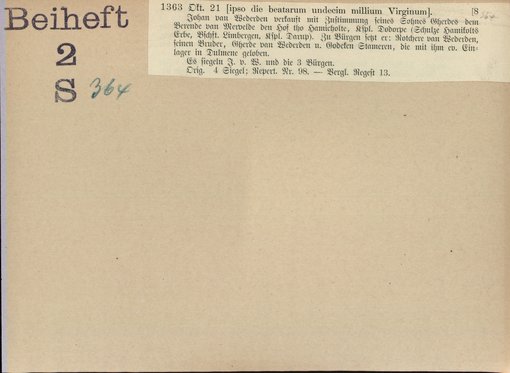 Beiheft
2
S 364
1363 Okt. 21 [ipso die beatarum undecim millium Virginum]. [8
Johan van Wederden verkauft mit Zustimmung seines Sohnes Gherdes dem
Berende van Mervelde den Hof tho Hamicholte, Kspl. Dodorpe (Schulze Hamikolts
Erbe, Bschft. Limbergen, Kspl. Darup). Zu Bürgen setzt er: Rotchere van Wederden,
seinen Bruder, Gherde van Wederden u. Godeken Stameren, die mit ihm ev. Ein-
lager in Dulmene geloben.
Es siegeln J. v. W. und die 3 Bürgen.
Orig. 4 Siegel; Repert. Nr. 98. — Vergl. Regest 13.